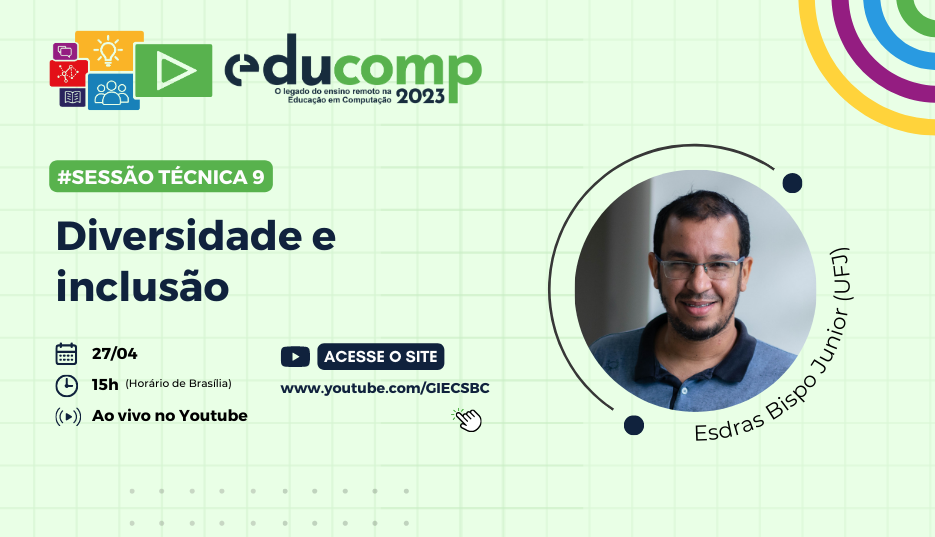 educomp
O legado do ensino remoto na
Educação em Computação
2023
#SESSÃO TÉCNICA 9
Diversidade e
inclusão
27/04
15h (Horário de Brasília)
Ao vivo no Youtube
ACESSE O SITE
www.youtube.com/GIECSBC
Esdras Bispo Junior (UFJ)